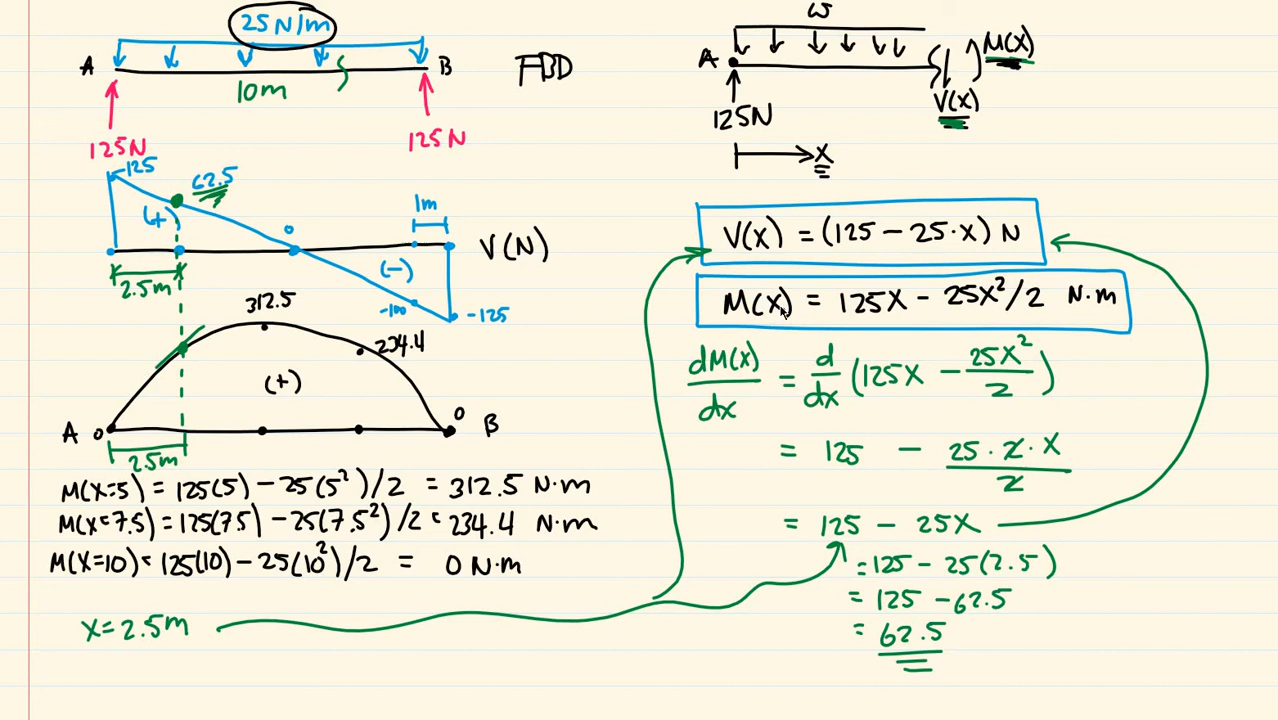 25 N/m
A B FBD
10m
125N 125N
125
62.5
(+)
0
1m
V(N)
(-)
2.5m
-100 -125
312.5
234.4
(+)
A 0 0 B
2.5m
M(X=5) = 125(5) - 25(5²)/2 = 312.5 N·m
M(X=7.5) = 125(7.5) - 25(7.5²)/2 = 234.4 N·m
M(X=10) = 125(10) - 25(10²)/2 = 0 N·m
X = 2.5m
ω
A M(X)
V(X)
125N
X
V(X) = (125 - 25·X) N
M(X) = 125X - 25X²/2 N·m
dM(X)/dx = d/dx (125X - 25X²/2)
= 125 - 25·2·X/2
= 125 - 25X
= 125 - 25(2.5)
= 125 - 62.5
= 62.5